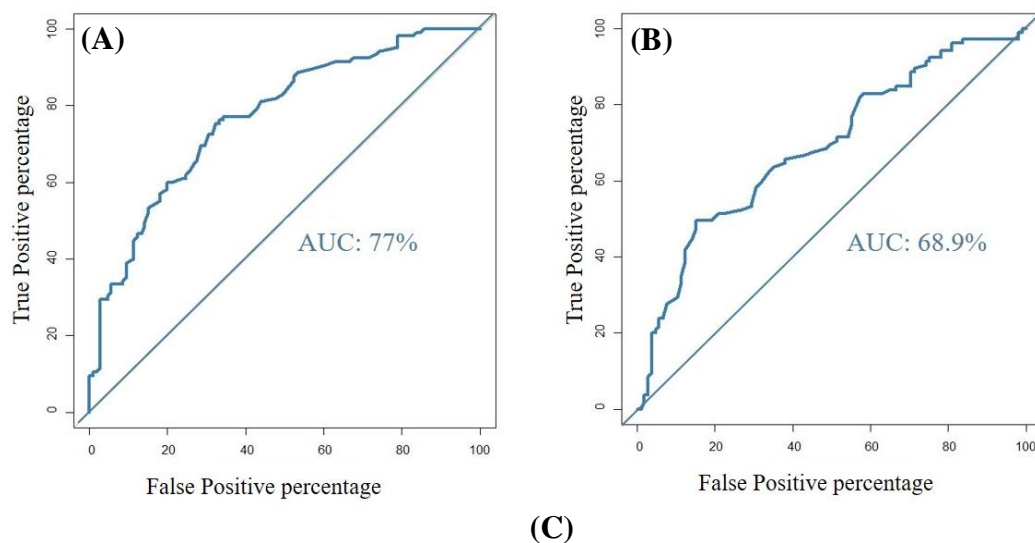 (A)
True Positive percentage
100
80
60
40
20
0
AUC: 77%
0 20 40 60 80 100
False Positive percentage
(B)
True Positive percentage
100
80
60
40
20
0
AUC: 68.9%
0 20 40 60 80 100
False Positive percentage
(C)